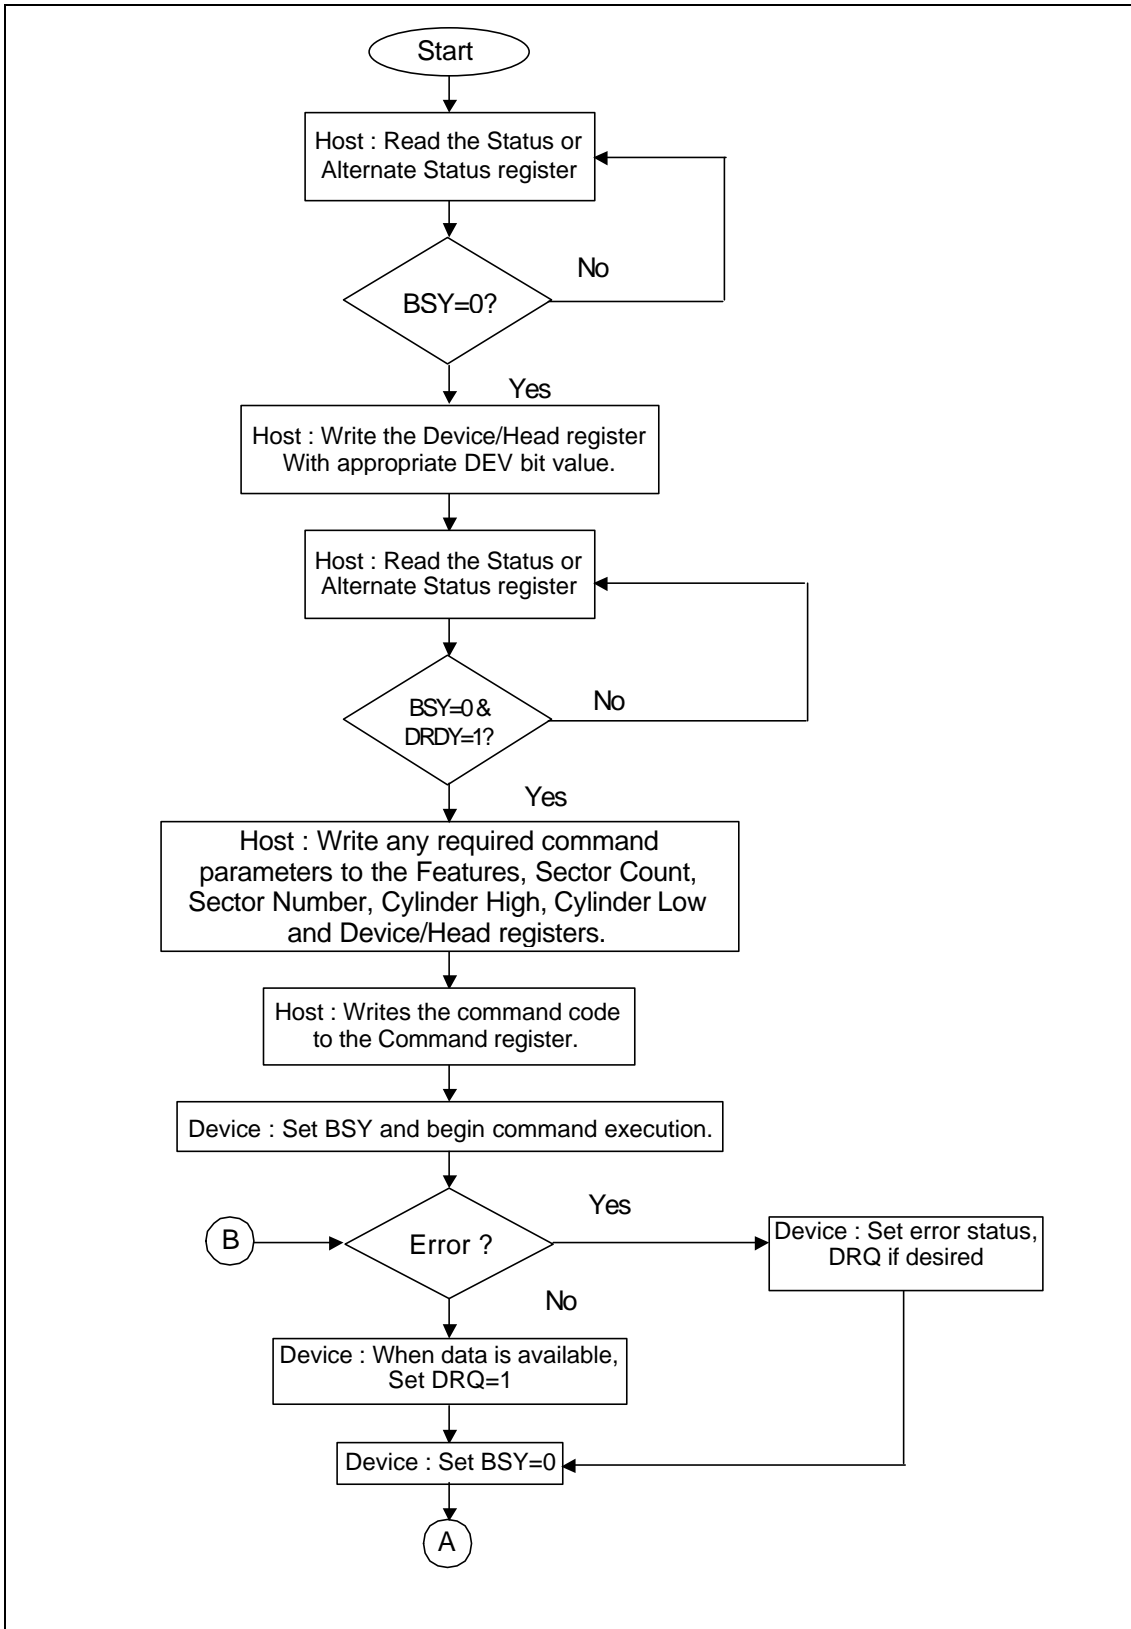 Start
Host : Read the Status or
Alternate Status register
No
BSY=0?
Yes
Host : Write the Device/Head register
With appropriate DEV bit value.
Host : Read the Status or
Alternate Status register
No
BSY=0 &
DRDY=1?
Yes
Host : Write any required command
parameters to the Features, Sector Count,
Sector Number, Cylinder High, Cylinder Low
and Device/Head registers.
Host : Writes the command code
to the Command register.
Device : Set BSY and begin command execution.
Yes
B
Error ?
Device : Set error status,
DRQ if desired
No
Device : When data is available,
Set DRQ=1
Device : Set BSY=0
A